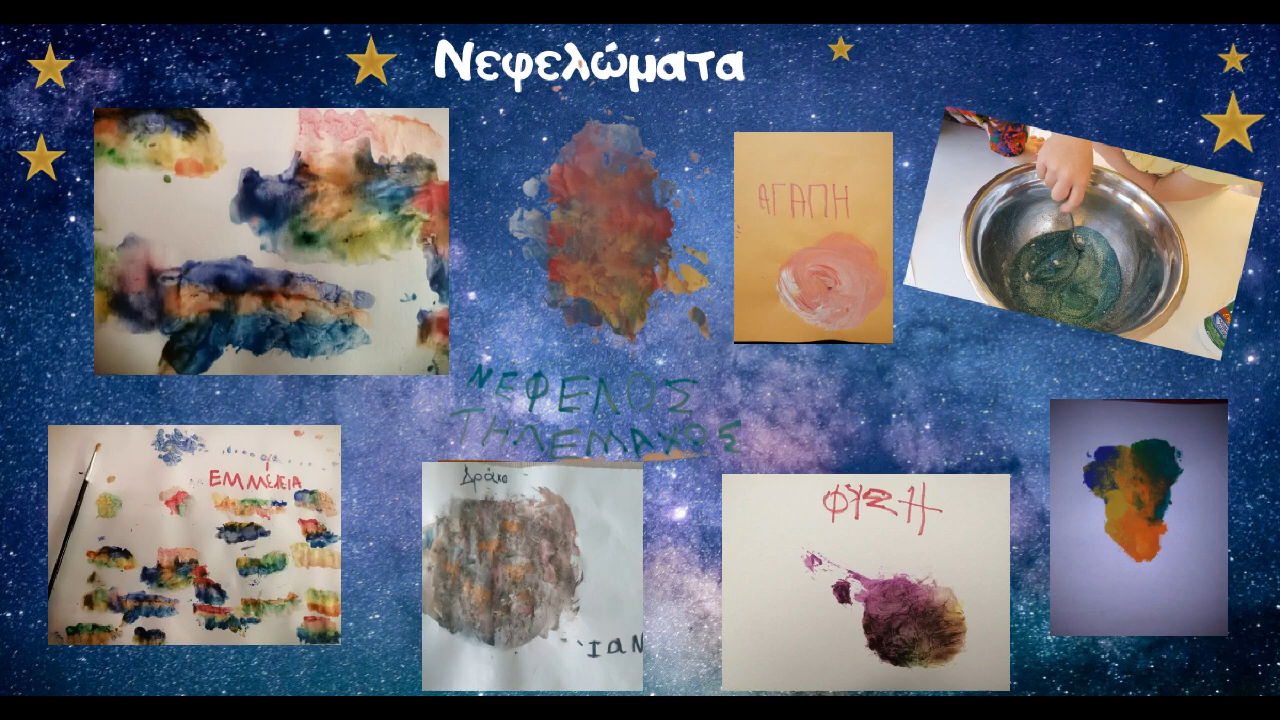 Νεφελώματα
ΑΓΑΠΗ
ΝΕΦΕΛΟΣ
ΤΗΛΕΜΑΧΟΣ
ΕΜΜΕΛΕΙΑ
Δράκο
ΙαΝ
ΦΥΣΗ